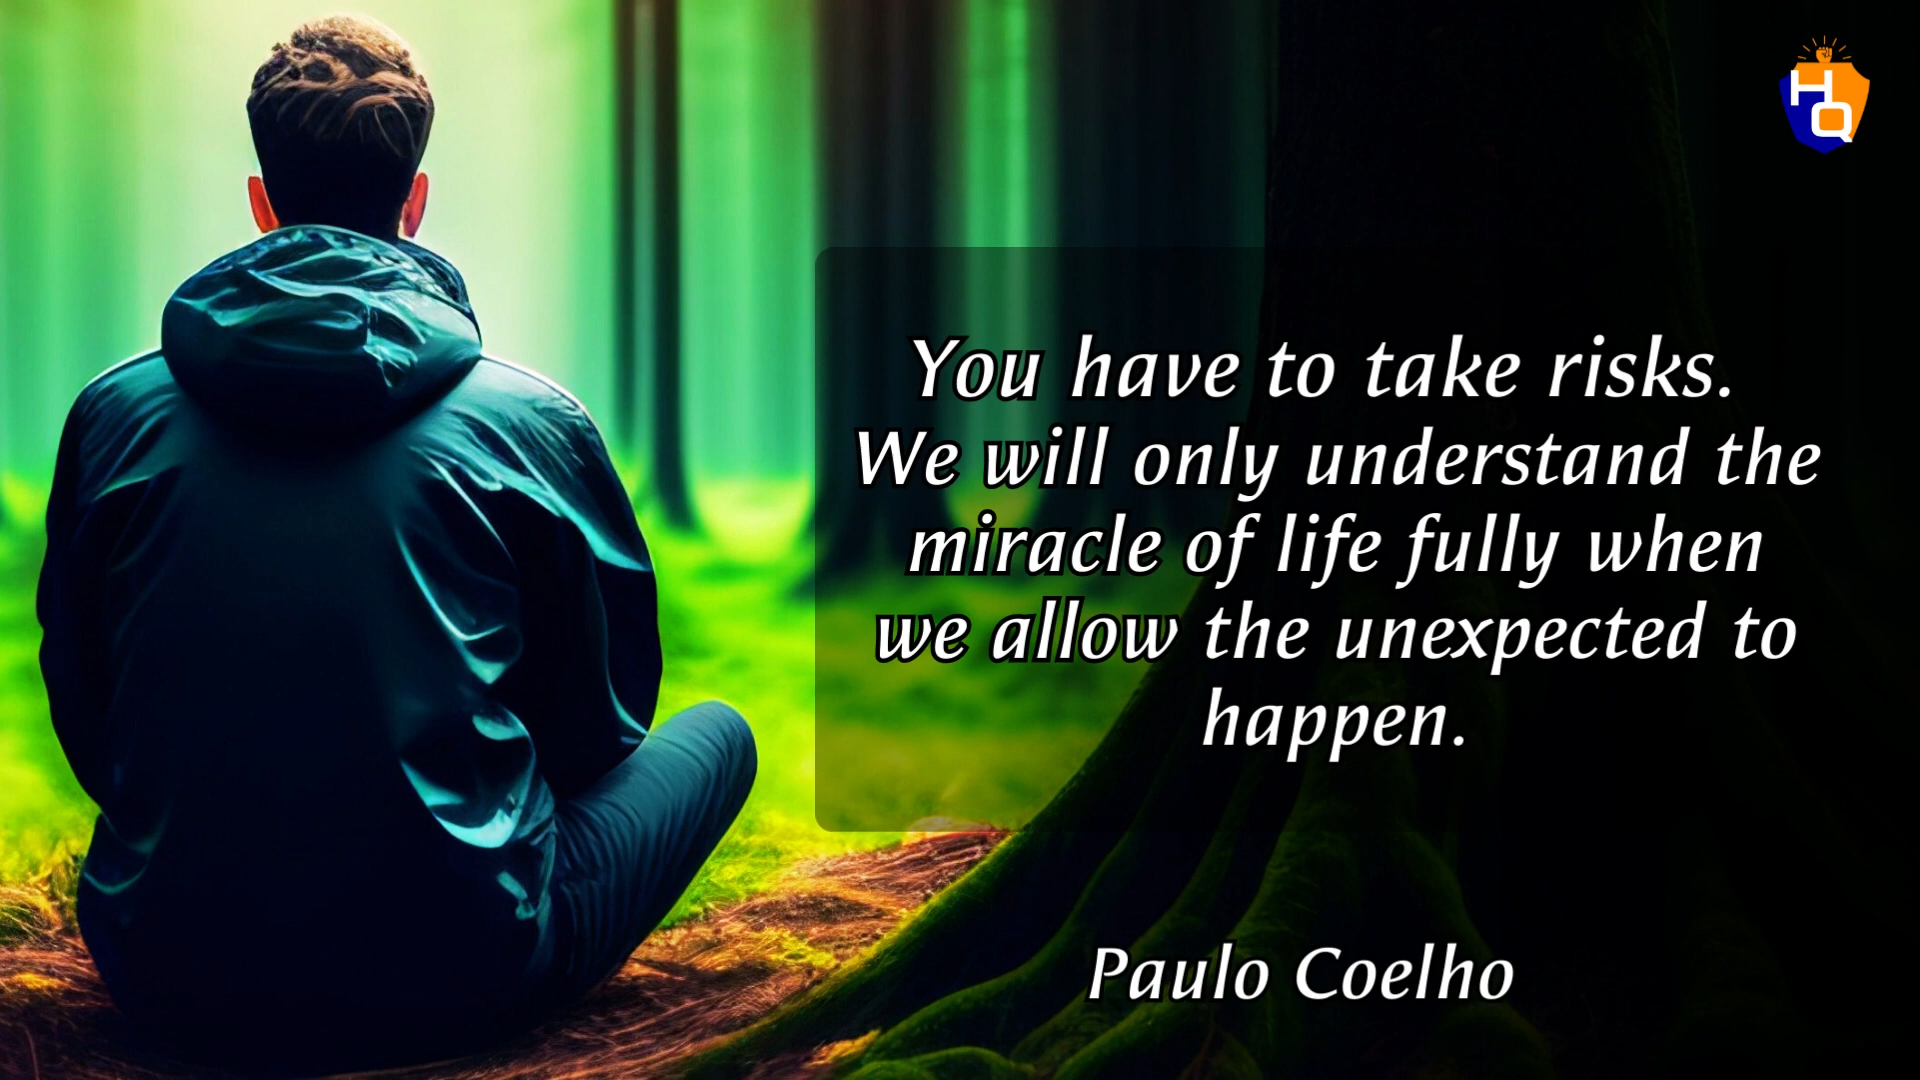 HQ
You have to take risks.
We will only understand the
miracle of life fully when
we allow the unexpected to
happen.
Paulo Coelho